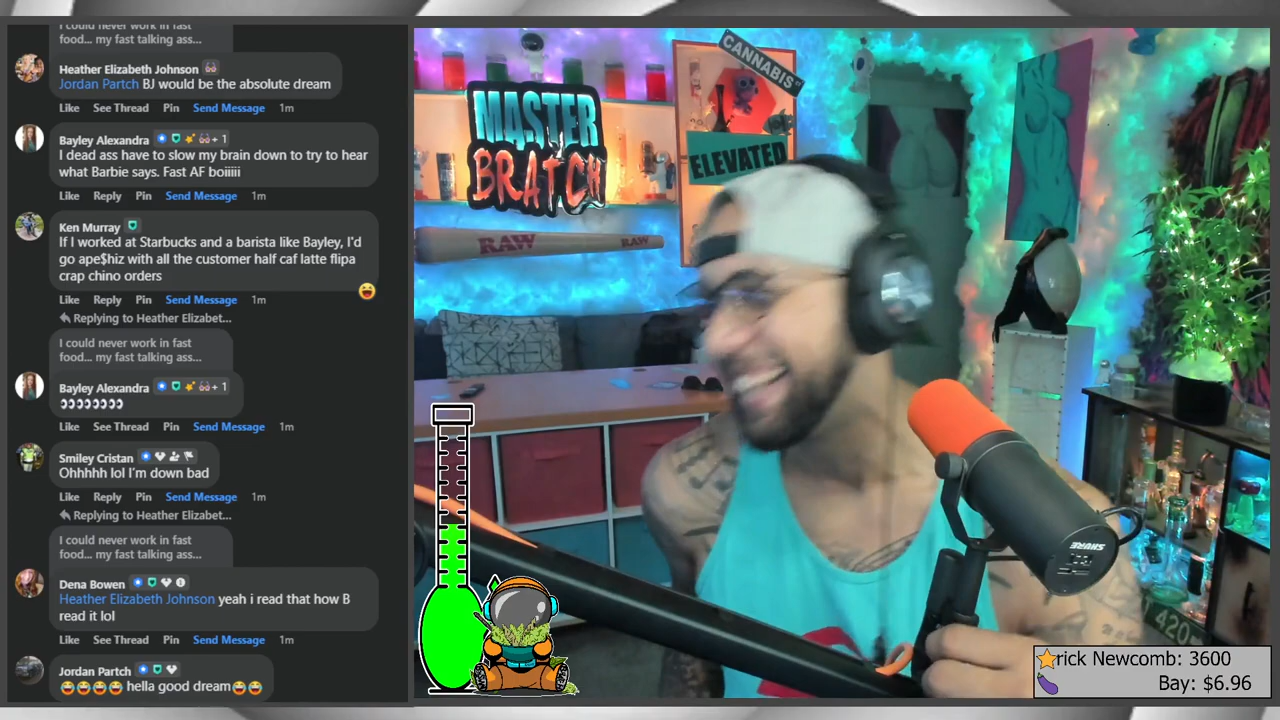 I could never work in fast
food... my fast talking ass...
Heather Elizabeth Johnson
Jordan Partch BJ would be the absolute dream
Like See Thread Pin Send Message 1m
Bayley Alexandra + 1
I dead ass have to slow my brain down to try to hear
what Barbie says. Fast AF boiiiii
Like Reply Pin Send Message 1m
Ken Murray
If I worked at Starbucks and a barista like Bayley, I'd
go ape$hiz with all the customer half caf latte flipa
crap chino orders
Like Reply Pin Send Message 1m
Replying to Heather Elizabet...
I could never work in fast
food... my fast talking ass...
Bayley Alexandra + 1
Like See Thread Pin Send Message 1m
Smiley Cristan
Ohhhhh lol I'm down bad
Like Reply Pin Send Message 1m
Replying to Heather Elizabet...
I could never work in fast
food... my fast talking ass...
Dena Bowen
Heather Elizabeth Johnson yeah i read that how B
read it lol
Like See Thread Pin Send Message 1m
Jordan Partch
hella good dream
CANNABIS
MASTER
BRATCH
ELEVATED
RAW RAW
SHURE
420
rick Newcomb: 3600
Bay: $6.96